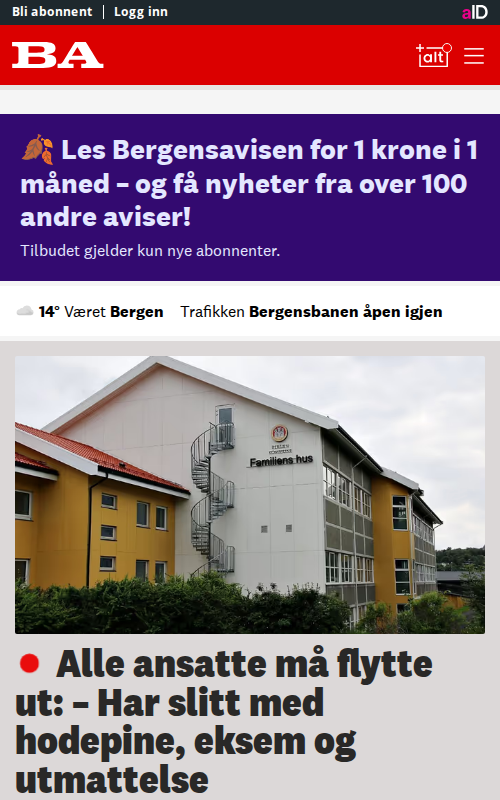 Bli abonnent Logg inn aID
BA +alt
Les Bergensavisen for 1 krone i 1
måned – og få nyheter fra over 100
andre aviser!
Tilbudet gjelder kun nye abonnenter.
14° Været Bergen Trafikken Bergensbanen åpen igjen
Familiens hus
Alle ansatte må flytte
ut: – Har slitt med
hodepine, eksem og
utmattelse